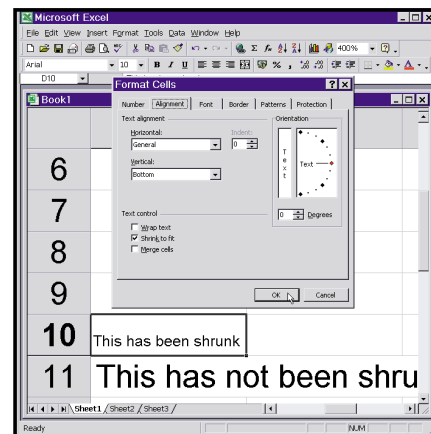 Microsoft Excel
File Edit View Insert Format Tools Data Window Help
400%
Arial 10 B I U % ,
D10
Book1
Format Cells
Number Alignment Font Border Patterns Protection
Text alignment
Orientation
Horizontal:
Indent:
General
0
Vertical:
Bottom
Text
Text
0 Degrees
Text control
Wrap text
Shrink to fit
Merge cells
OK Cancel
6
7
8
9
10 This has been shrunk
11 This has not been shru
Sheet1 Sheet2 Sheet3
Ready
NUM